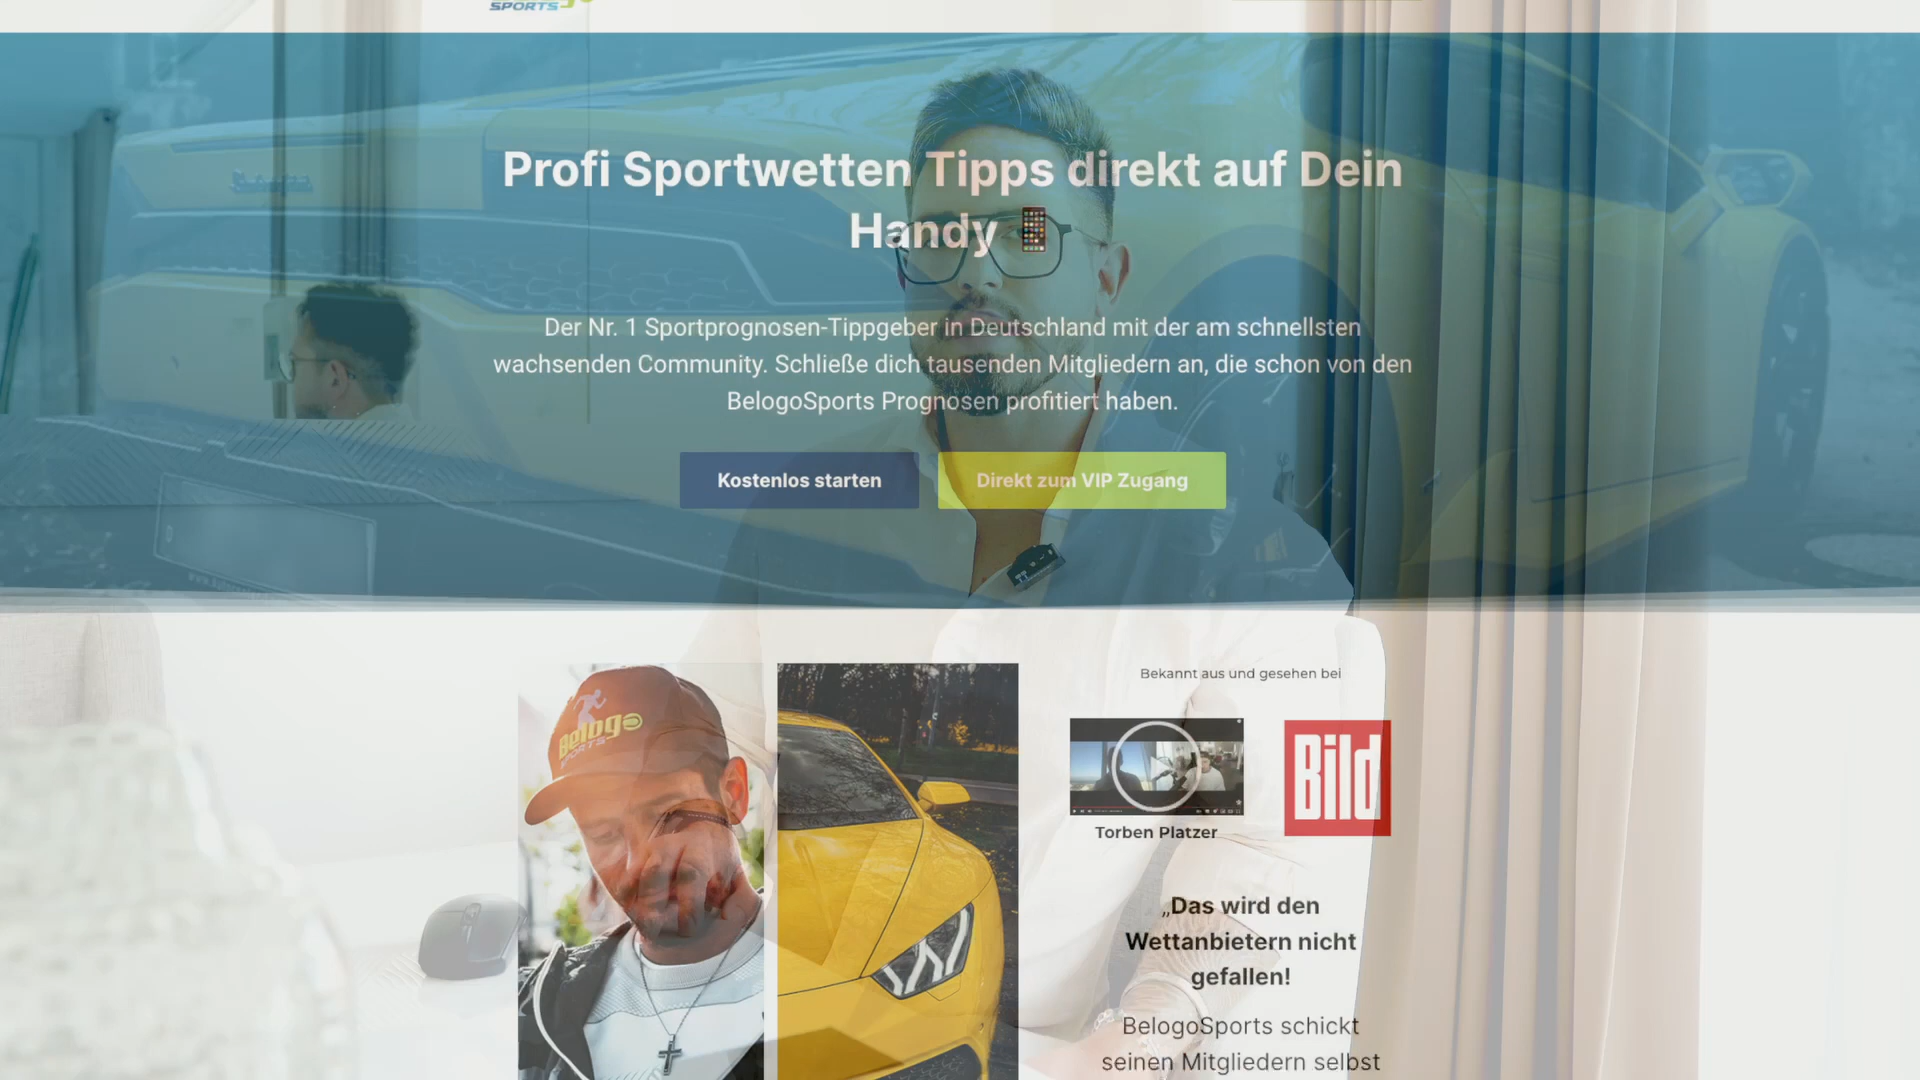 SPORTS
Profi Sportwetten Tipps direkt auf Dein
Handy
Der Nr. 1 Sportprognosen-Tippgeber in Deutschland mit der am schnellsten
wachsenden Community. Schließe dich tausenden Mitgliedern an, die schon von den
BelogoSports Prognosen profitiert haben.
Kostenlos starten
Direkt zum VIP Zugang
Bekannt aus und gesehen bei
Belogo
SPORTS
Bild
Torben Platzer
„Das wird den
Wettanbietern nicht
gefallen!
BelogoSports schickt
seinen Mitgliedern selbst